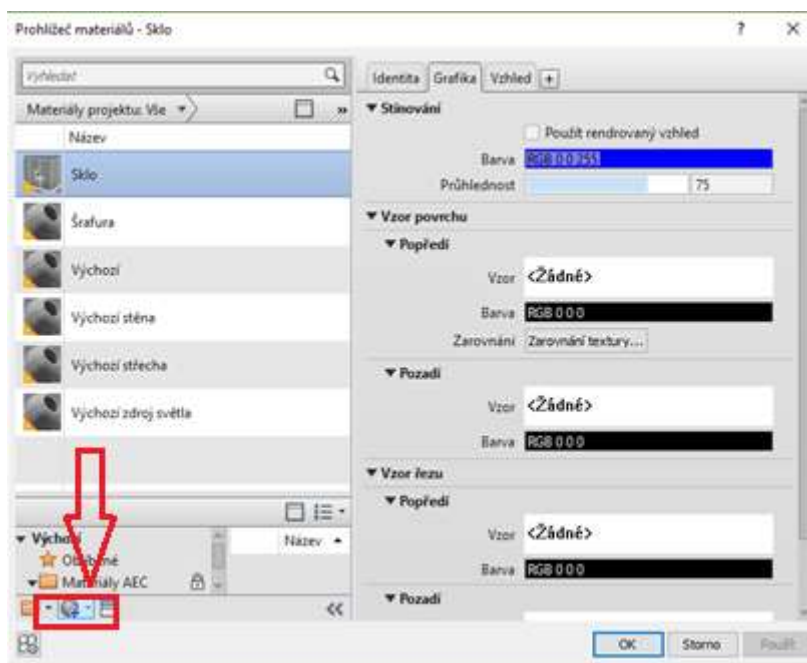 Prohlížeč materiálů - Sklo
? ×
Vyhledat
Identita Grafika Vzhled +
Materiály projektu: Vše
»
Název
Sklo
Šrafura
Výchozí
Výchozí stěna
Výchozí střecha
Výchozí zdroj světla
▼ Stínování
Použít rendrovaný vzhled
Barva RGB 0 0 255
Průhlednost 75
▼ Vzor povrchu
▼ Popředí
Vzor <Žádné>
Barva RGB 0 0 0
Zarovnání Zarovnání textury...
▼ Pozadí
Vzor <Žádné>
Barva RGB 0 0 0
▼ Vzor řezu
▼ Popředí
Vzor <Žádné>
Barva RGB 0 0 0
▼ Pozadí
Název
Materiály AEC
«
OK Storno Použít